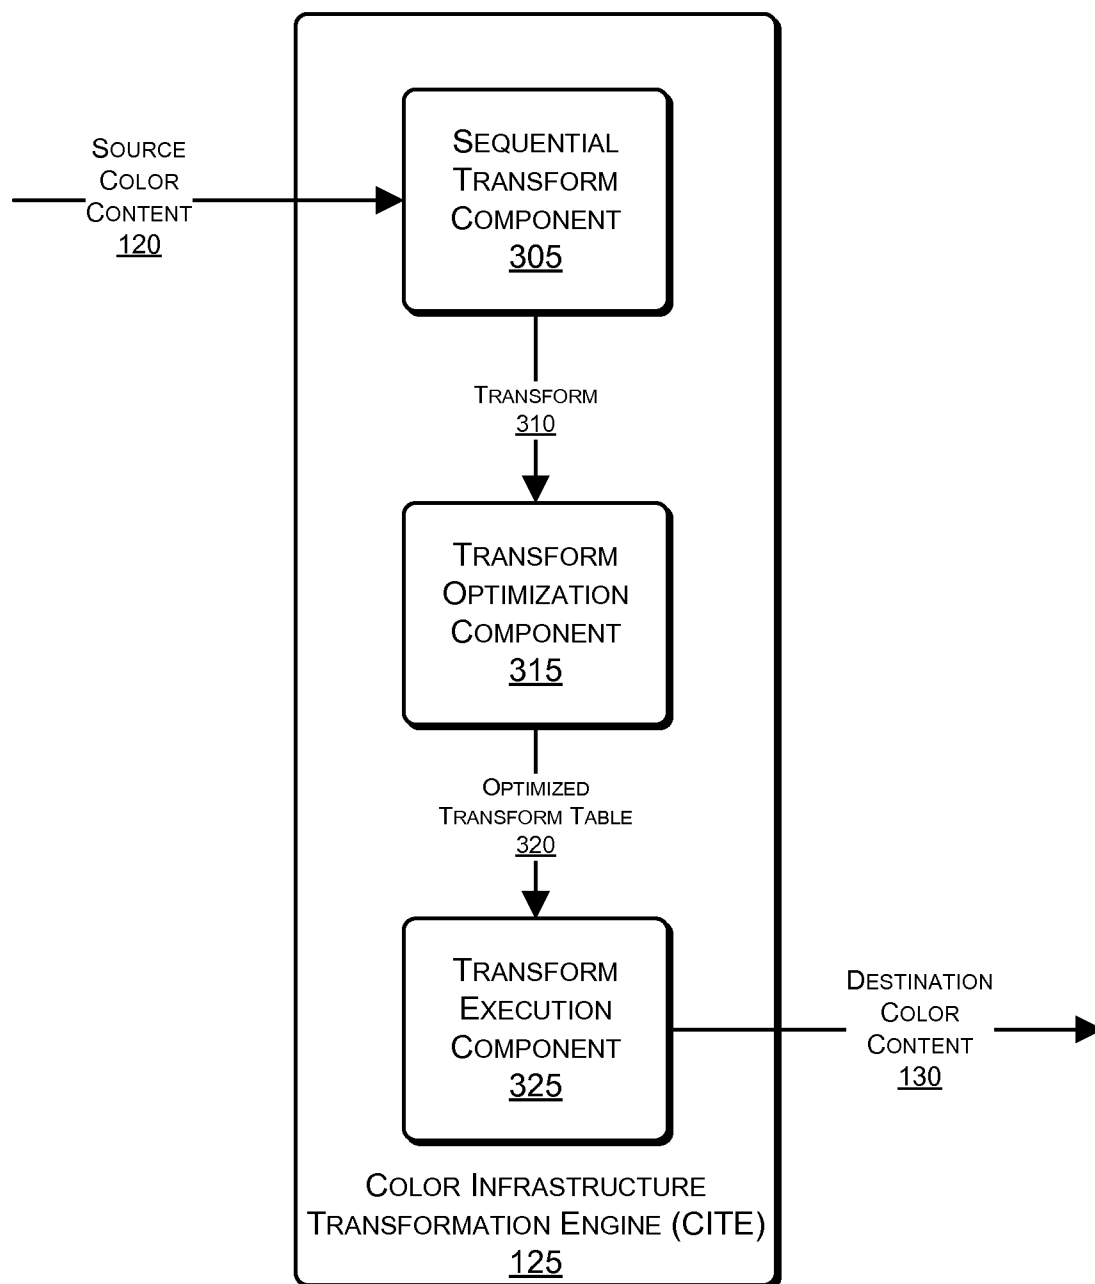 SOURCE
COLOR
CONTENT
120
SEQUENTIAL
TRANSFORM
COMPONENT
305
TRANSFORM
310
TRANSFORM
OPTIMIZATION
COMPONENT
315
OPTIMIZED
TRANSFORM TABLE
320
TRANSFORM
EXECUTION
COMPONENT
325
DESTINATION
COLOR
CONTENT
130
COLOR INFRASTRUCTURE
TRANSFORMATION ENGINE (CITE)
125